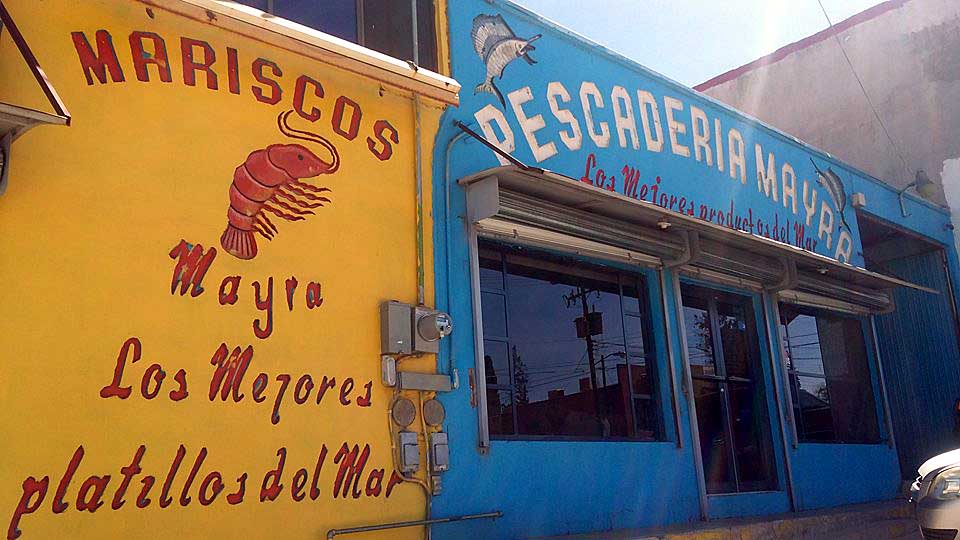 MARISCOS
Mayra
Los Mejores
platillos del Mar
PESCADERIA MAYRA
Los Mejores productos del Mar